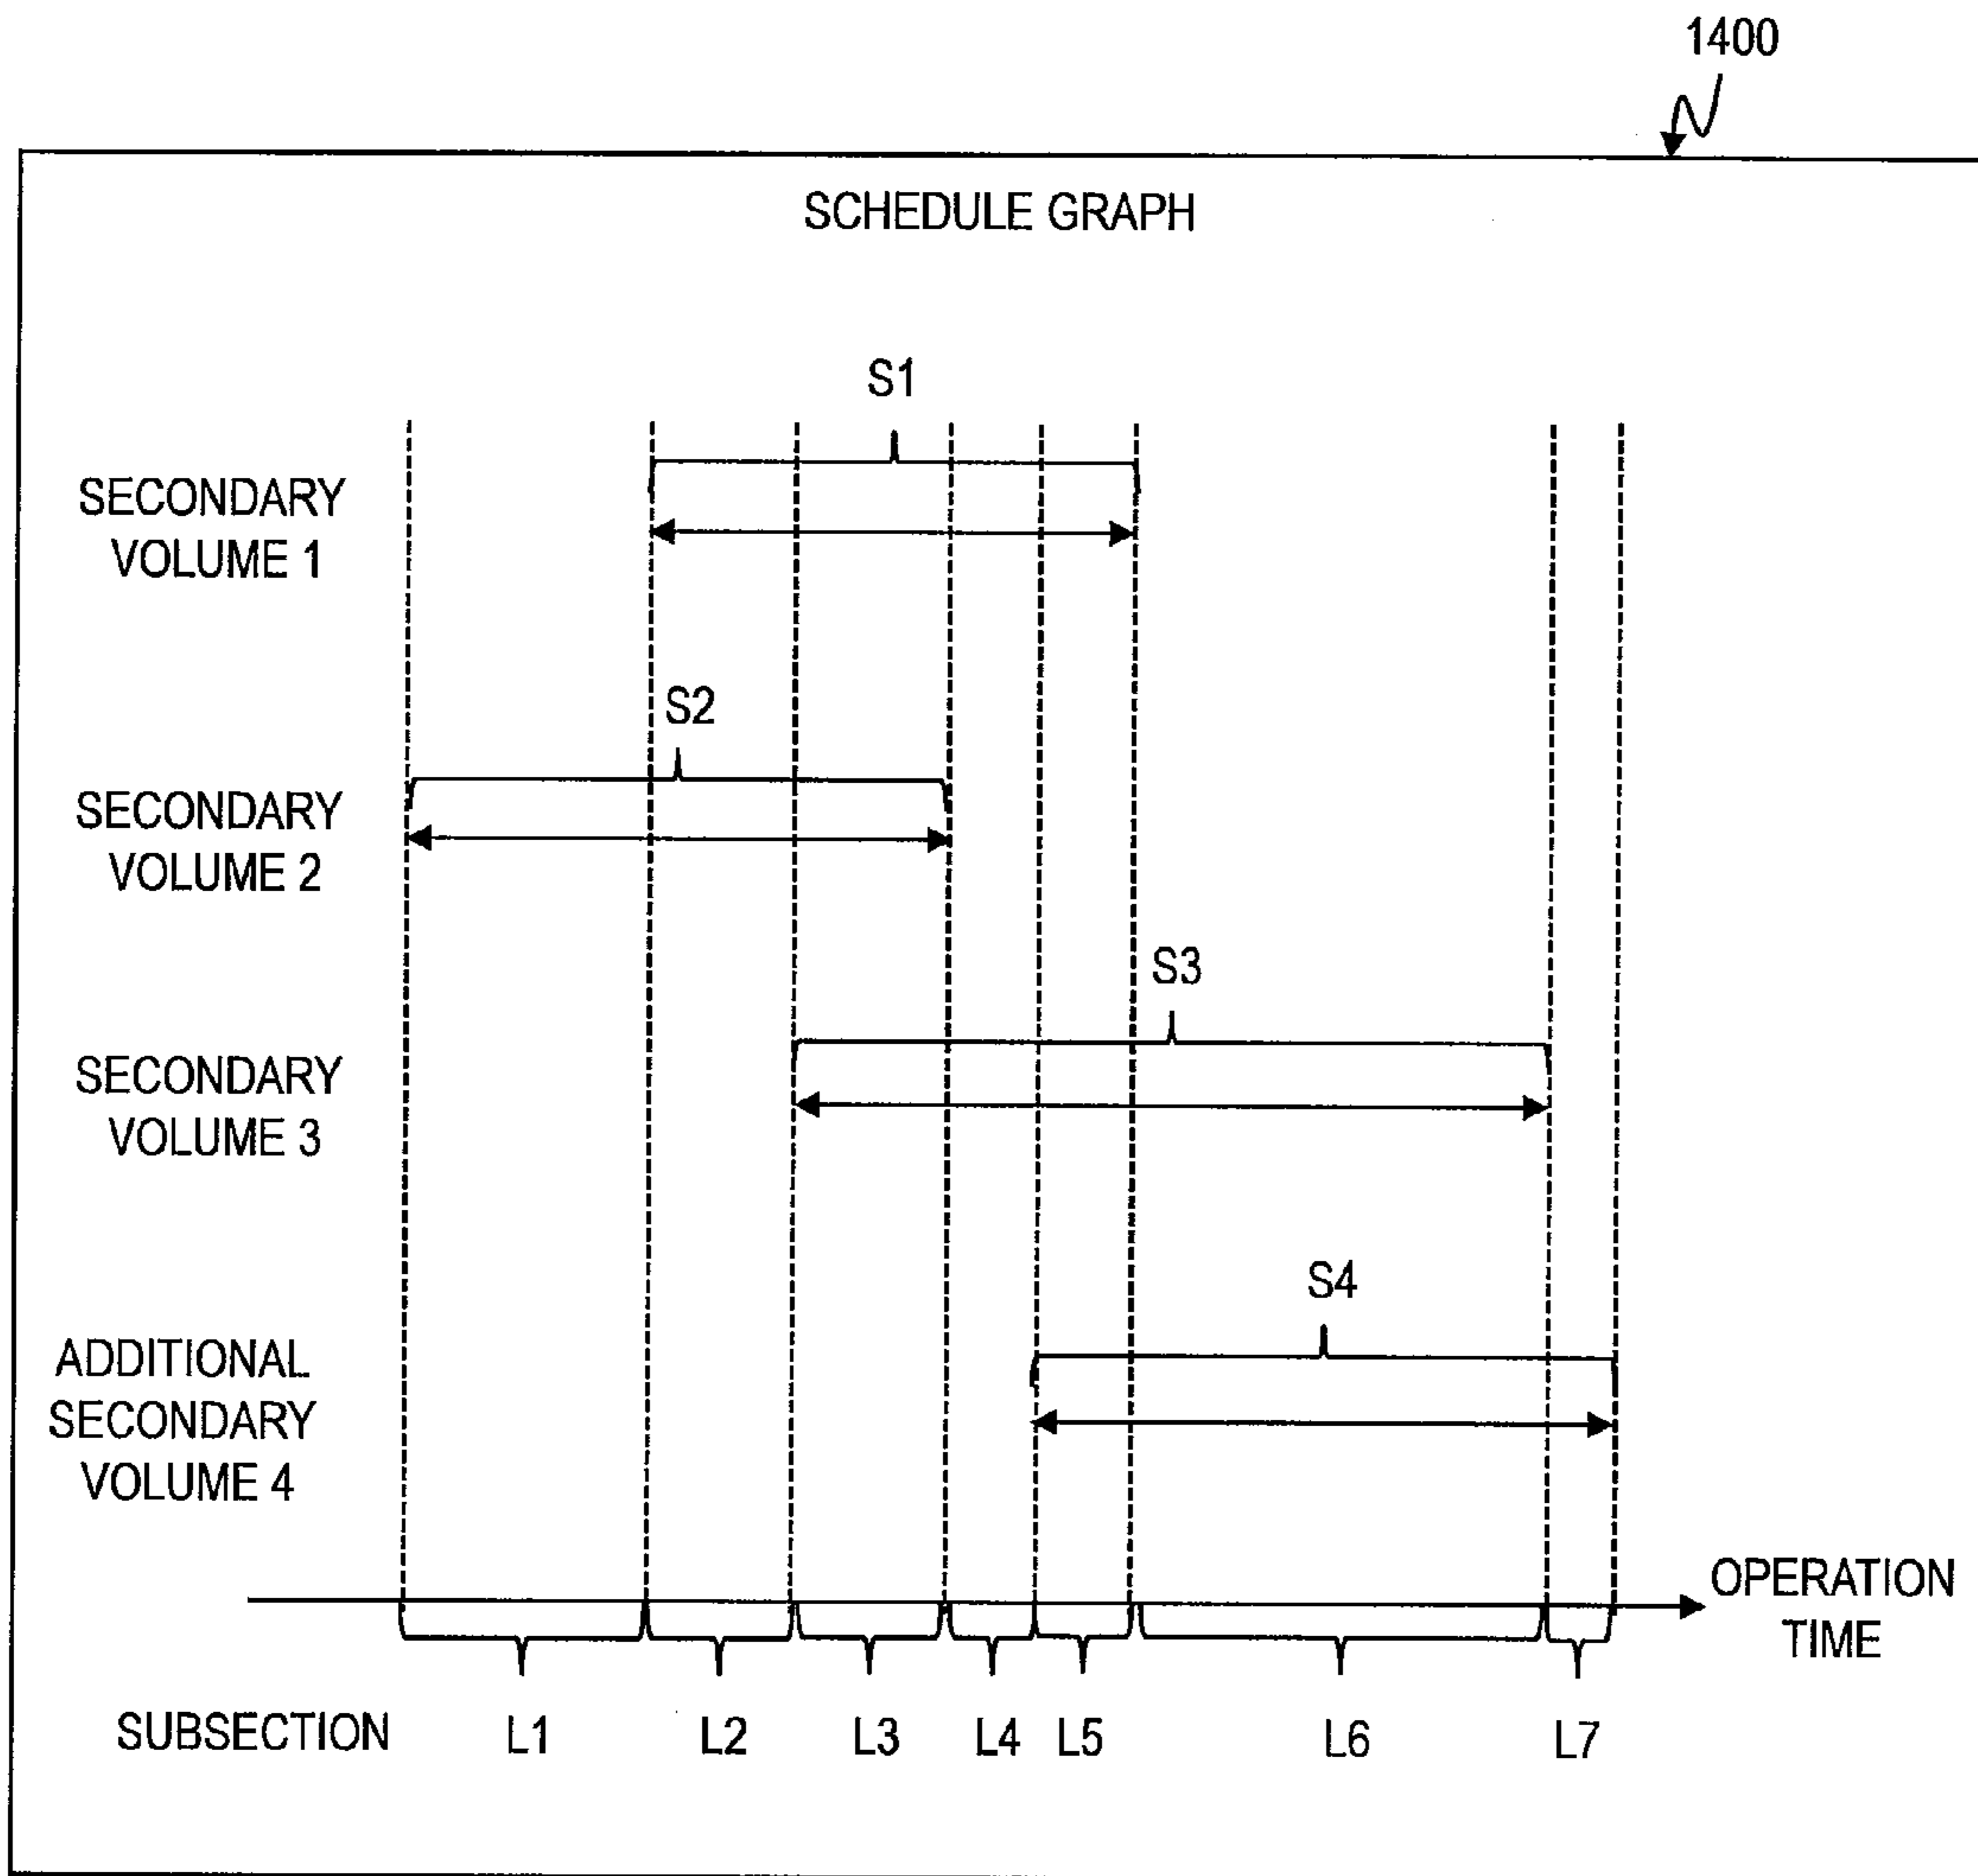 1400
SCHEDULE GRAPH
S1
SECONDARY
VOLUME 1
S2
SECONDARY
VOLUME 2
S3
SECONDARY
VOLUME 3
S4
ADDITIONAL
SECONDARY
VOLUME 4
OPERATION
TIME
SUBSECTION L1 L2 L3 L4 L5 L6 L7